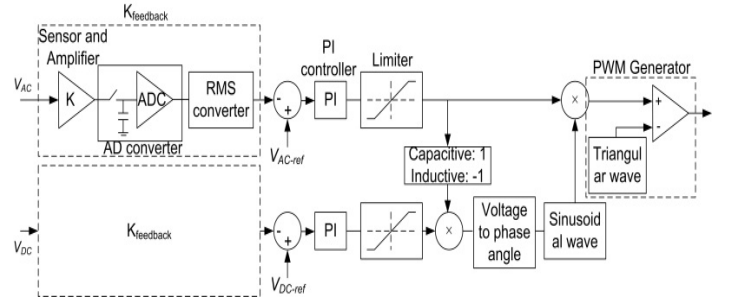 Kfeedback
Sensor and
Amplifier
VAC
K
ADC
AD converter
RMS
converter
-
+
VAC-ref
PI
controller
PI
Limiter
Capacitive: 1
Inductive: -1
x
PWM Generator
+
-
Triangul
ar wave
VDC
Kfeedback
-
+
VDC-ref
PI
x
Voltage
to phase
angle
Sinusoid
al wave